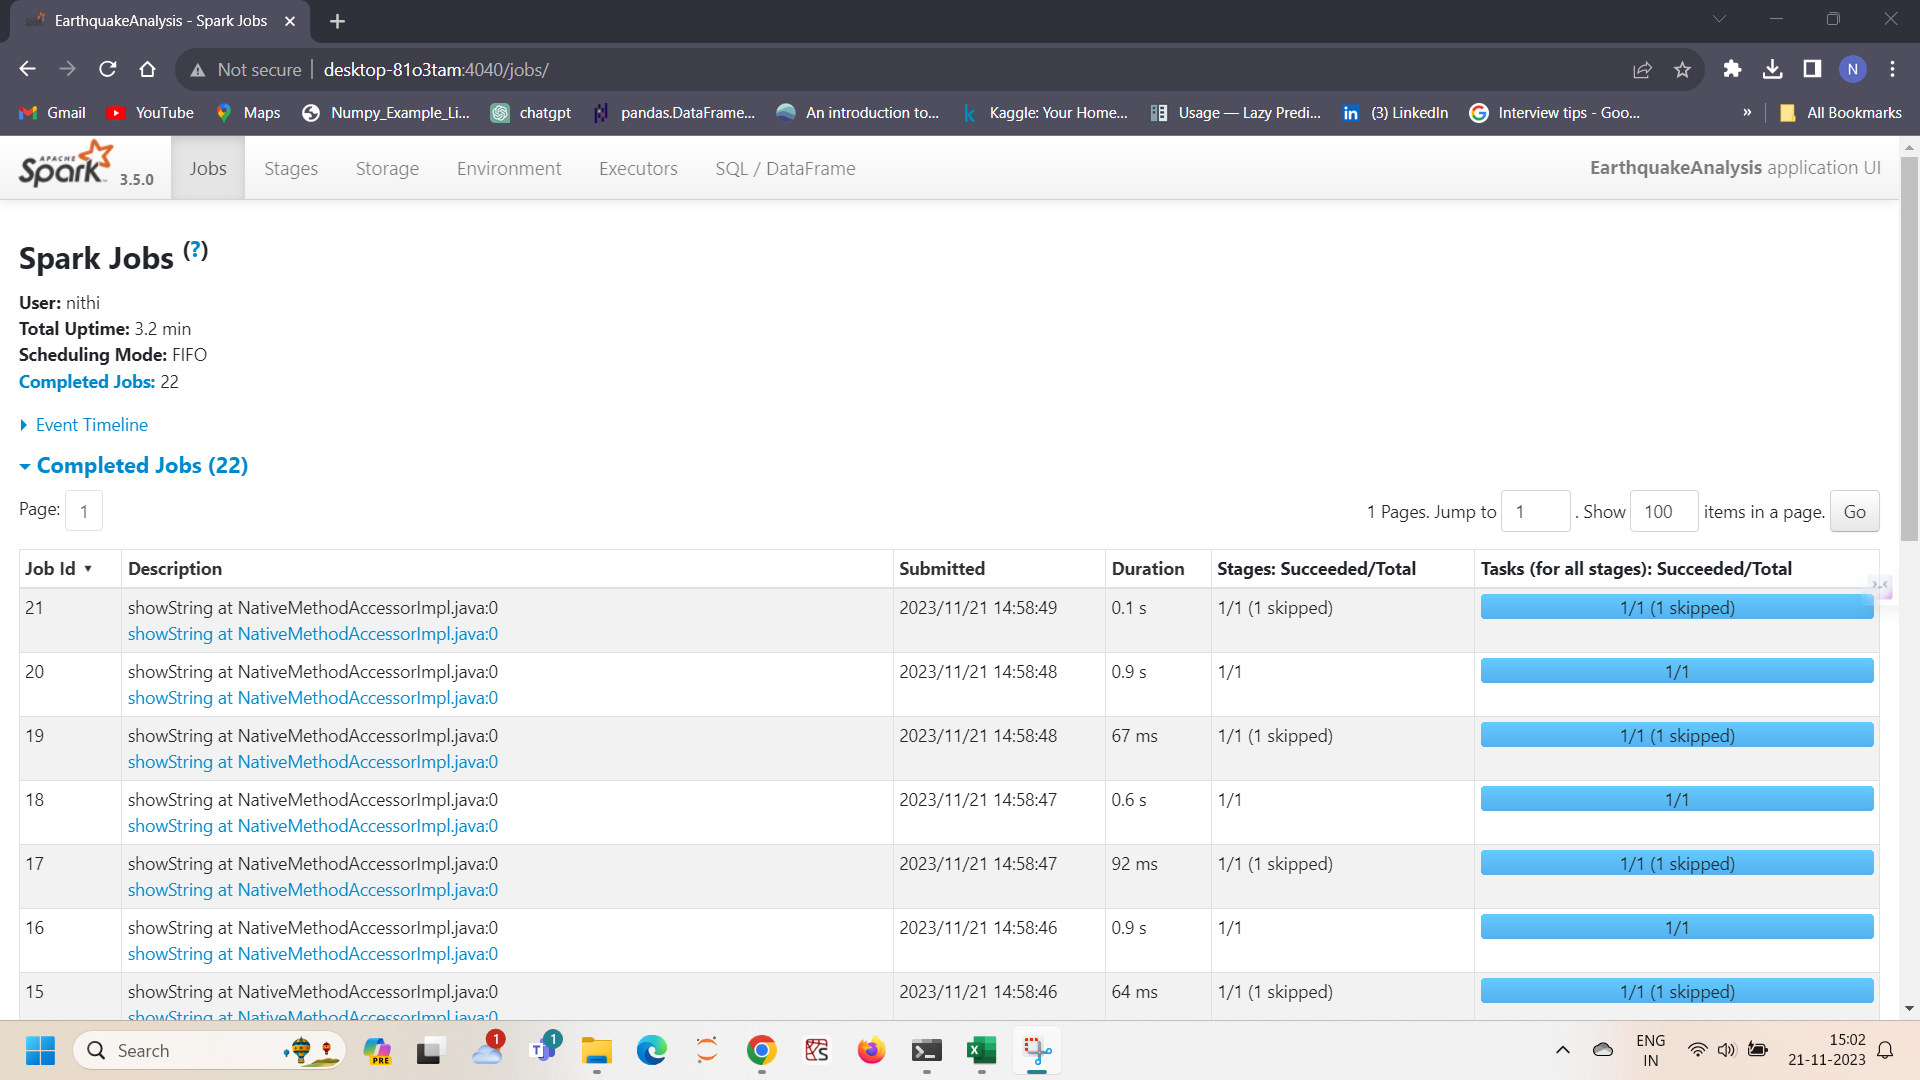 EarthquakeAnalysis - Spark Jobs
Not secure desktop-81o3tam:4040/jobs/
N
Gmail YouTube Maps Numpy_Example_Li... chatgpt pandas.DataFrame... An introduction to... Kaggle: Your Home... Usage — Lazy Predi... (3) LinkedIn Interview tips - Goo... » All Bookmarks
APACHE Spark 3.5.0 Jobs Stages Storage Environment Executors SQL / DataFrame EarthquakeAnalysis application UI
Spark Jobs (?)
User: nithi
Total Uptime: 3.2 min
Scheduling Mode: FIFO
Completed Jobs: 22
Event Timeline
Completed Jobs (22)
Page: 1 1 Pages. Jump to 1 . Show 100 items in a page. Go
Job Id ▾ Description Submitted Duration Stages: Succeeded/Total Tasks (for all stages): Succeeded/Total
21 showString at NativeMethodAccessorImpl.java:0 2023/11/21 14:58:49 0.1 s 1/1 (1 skipped) 1/1 (1 skipped)
showString at NativeMethodAccessorImpl.java:0
20 showString at NativeMethodAccessorImpl.java:0 2023/11/21 14:58:48 0.9 s 1/1 1/1
showString at NativeMethodAccessorImpl.java:0
19 showString at NativeMethodAccessorImpl.java:0 2023/11/21 14:58:48 67 ms 1/1 (1 skipped) 1/1 (1 skipped)
showString at NativeMethodAccessorImpl.java:0
18 showString at NativeMethodAccessorImpl.java:0 2023/11/21 14:58:47 0.6 s 1/1 1/1
showString at NativeMethodAccessorImpl.java:0
17 showString at NativeMethodAccessorImpl.java:0 2023/11/21 14:58:47 92 ms 1/1 (1 skipped) 1/1 (1 skipped)
showString at NativeMethodAccessorImpl.java:0
16 showString at NativeMethodAccessorImpl.java:0 2023/11/21 14:58:46 0.9 s 1/1 1/1
showString at NativeMethodAccessorImpl.java:0
15 showString at NativeMethodAccessorImpl.java:0 2023/11/21 14:58:46 64 ms 1/1 (1 skipped) 1/1 (1 skipped)
showString at NativeMethodAccessorImpl.java:0
Search PRE 1 1 ENG 15:02
IN 21-11-2023